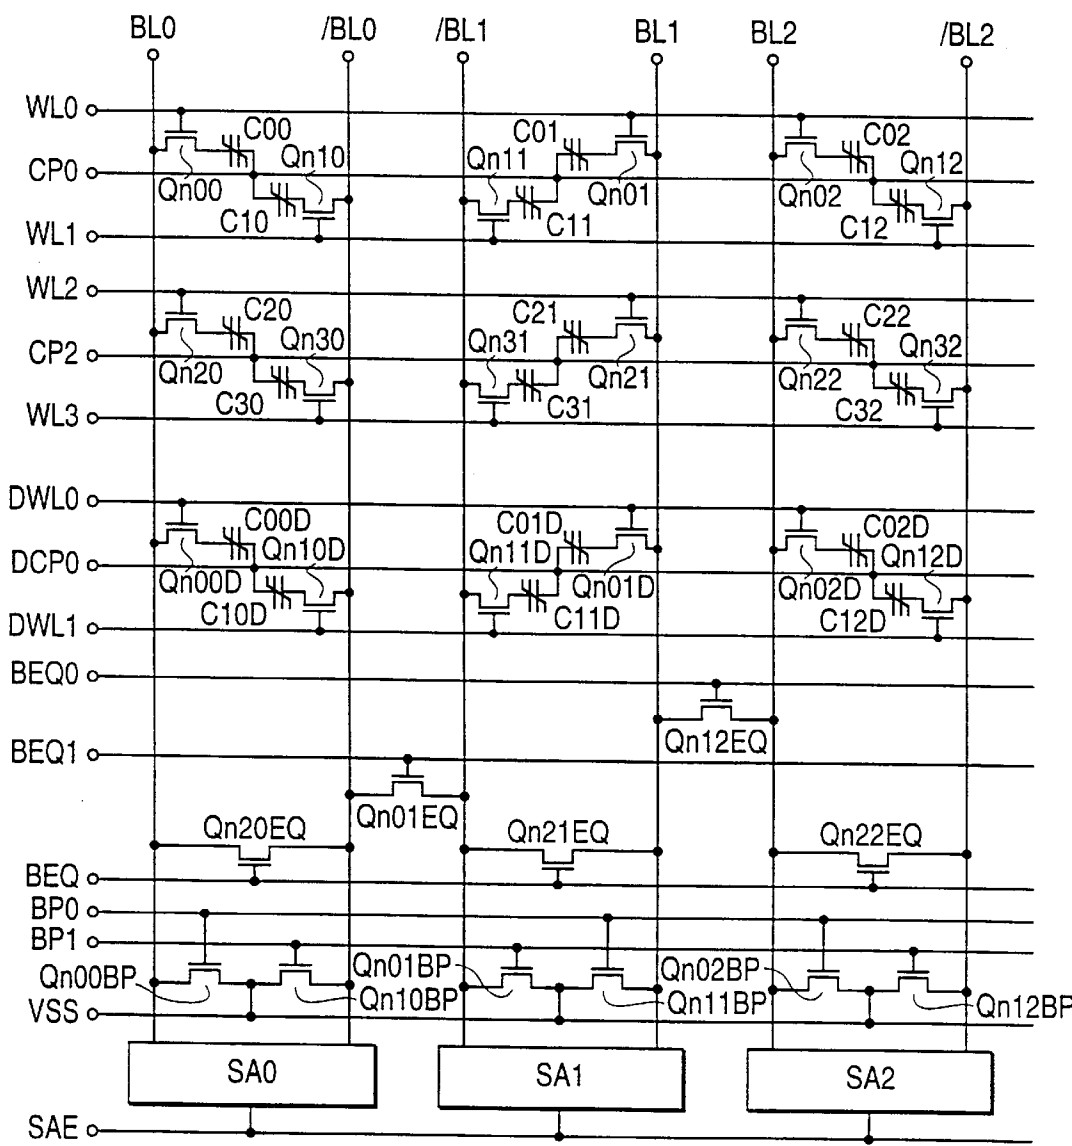 BL0 /BL0 /BL1 BL1 BL2 /BL2
WL0
C00 C01 C02
Qn10 Qn11 Qn12
CP0
Qn00 Qn01 Qn02
C10 C11 C12
WL1
WL2
C20 C21 C22
Qn30 Qn31 Qn32
CP2
Qn20 Qn21 Qn22
C30 C31 C32
WL3
DWL0
C00D C01D C02D
Qn10D Qn11D Qn12D
DCP0
Qn00D Qn01D Qn02D
C10D C11D C12D
DWL1
BEQ0
Qn12EQ
BEQ1
Qn01EQ
Qn20EQ Qn21EQ Qn22EQ
BEQ
BP0
BP1
Qn00BP Qn01BP Qn02BP
Qn10BP Qn11BP Qn12BP
VSS
SA0 SA1 SA2
SAE